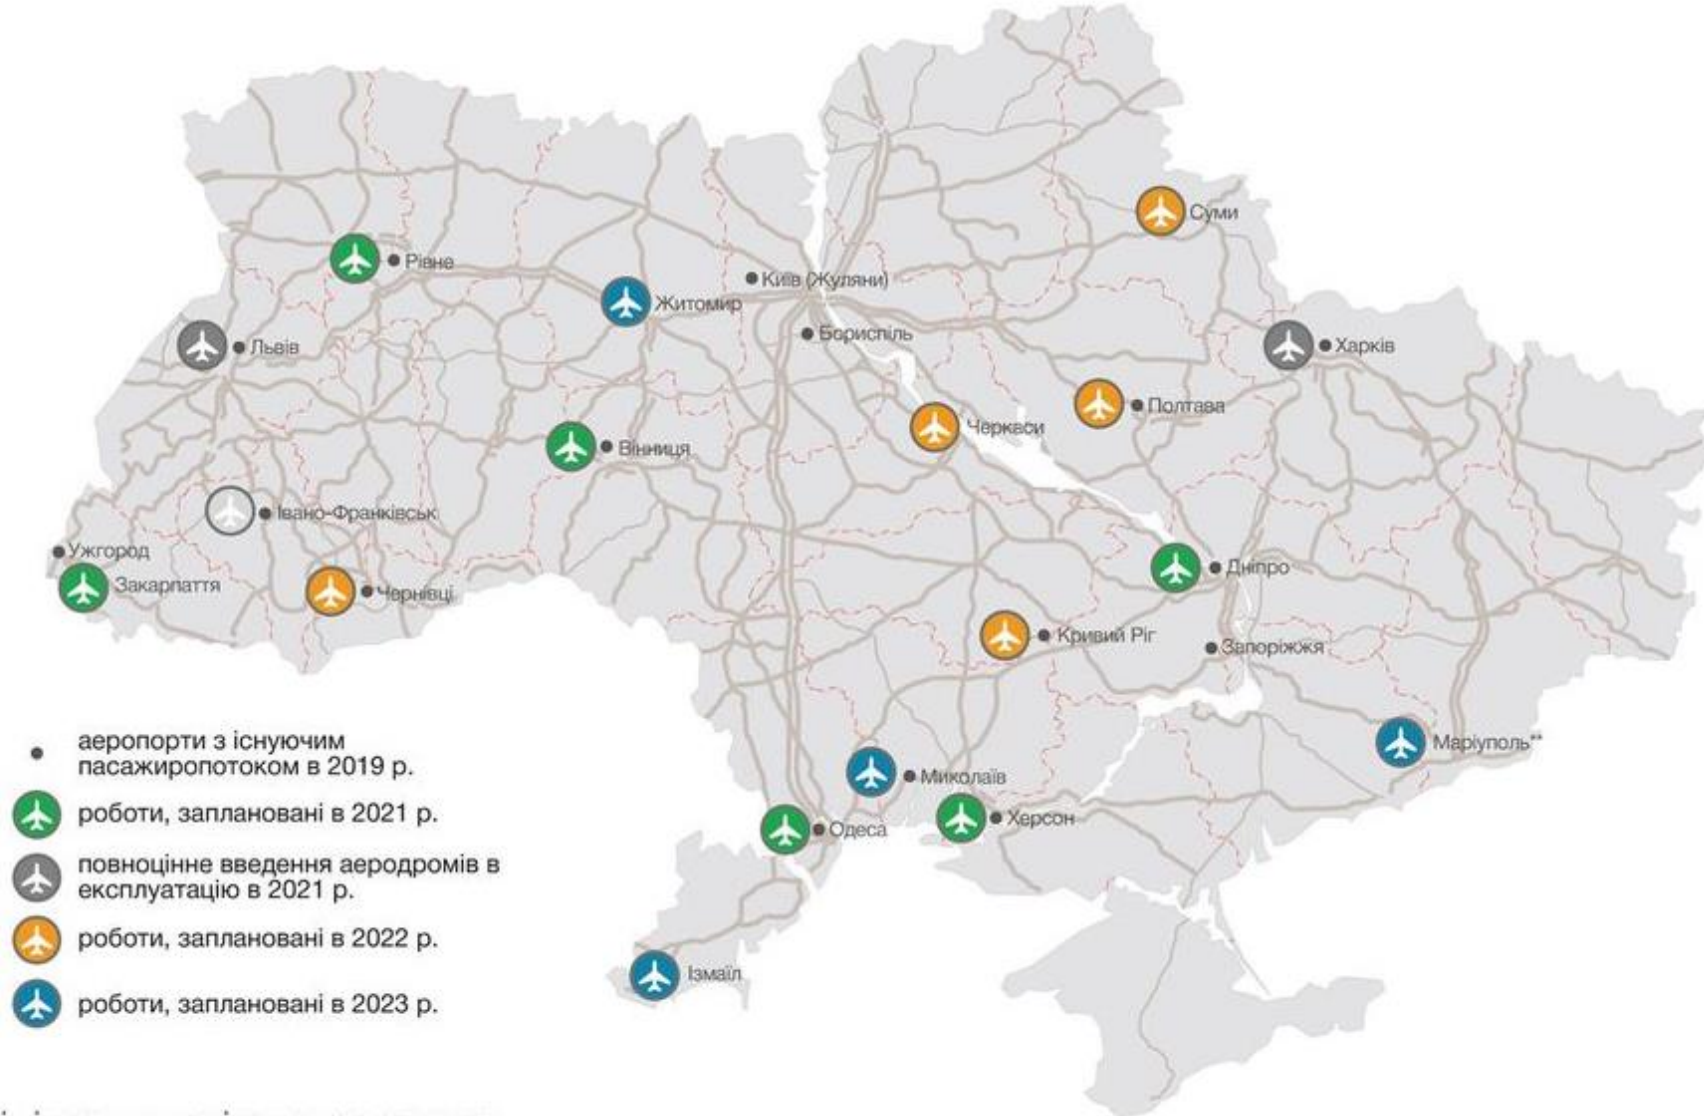 Суми
Рівне
Київ (Жуляни)
Житомир
Бориспіль
Львів
Харків
Полтава
Черкаси
Вінниця
Івано-Франківськ
Ужгород
Закарпаття
Чернівці
Дніпро
Кривий Ріг
Запоріжжя
Маріуполь**
Миколаїв
Херсон
Одеса
Ізмаїл
аеропорти з існуючим
пасажиропотоком в 2019 р.
роботи, заплановані в 2021 р.
повноцінне введення аеродромів в
експлуатацію в 2021 р.
роботи, заплановані в 2022 р.
роботи, заплановані в 2023 р.